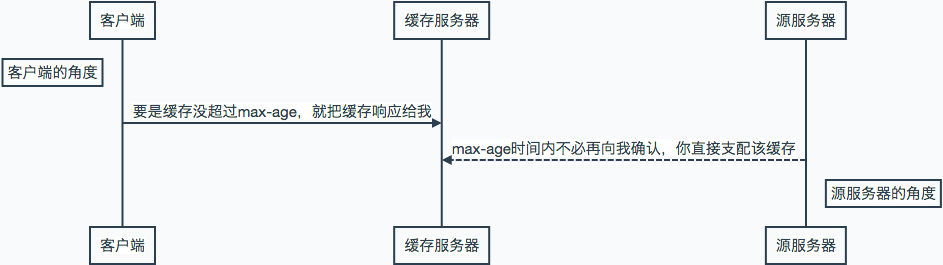 客户端
缓存服务器
源服务器
客户端的角度
要是缓存没超过max-age，就把缓存响应给我
max-age时间内不必再向我确认，你直接支配该缓存
源服务器的角度
客户端
缓存服务器
源服务器